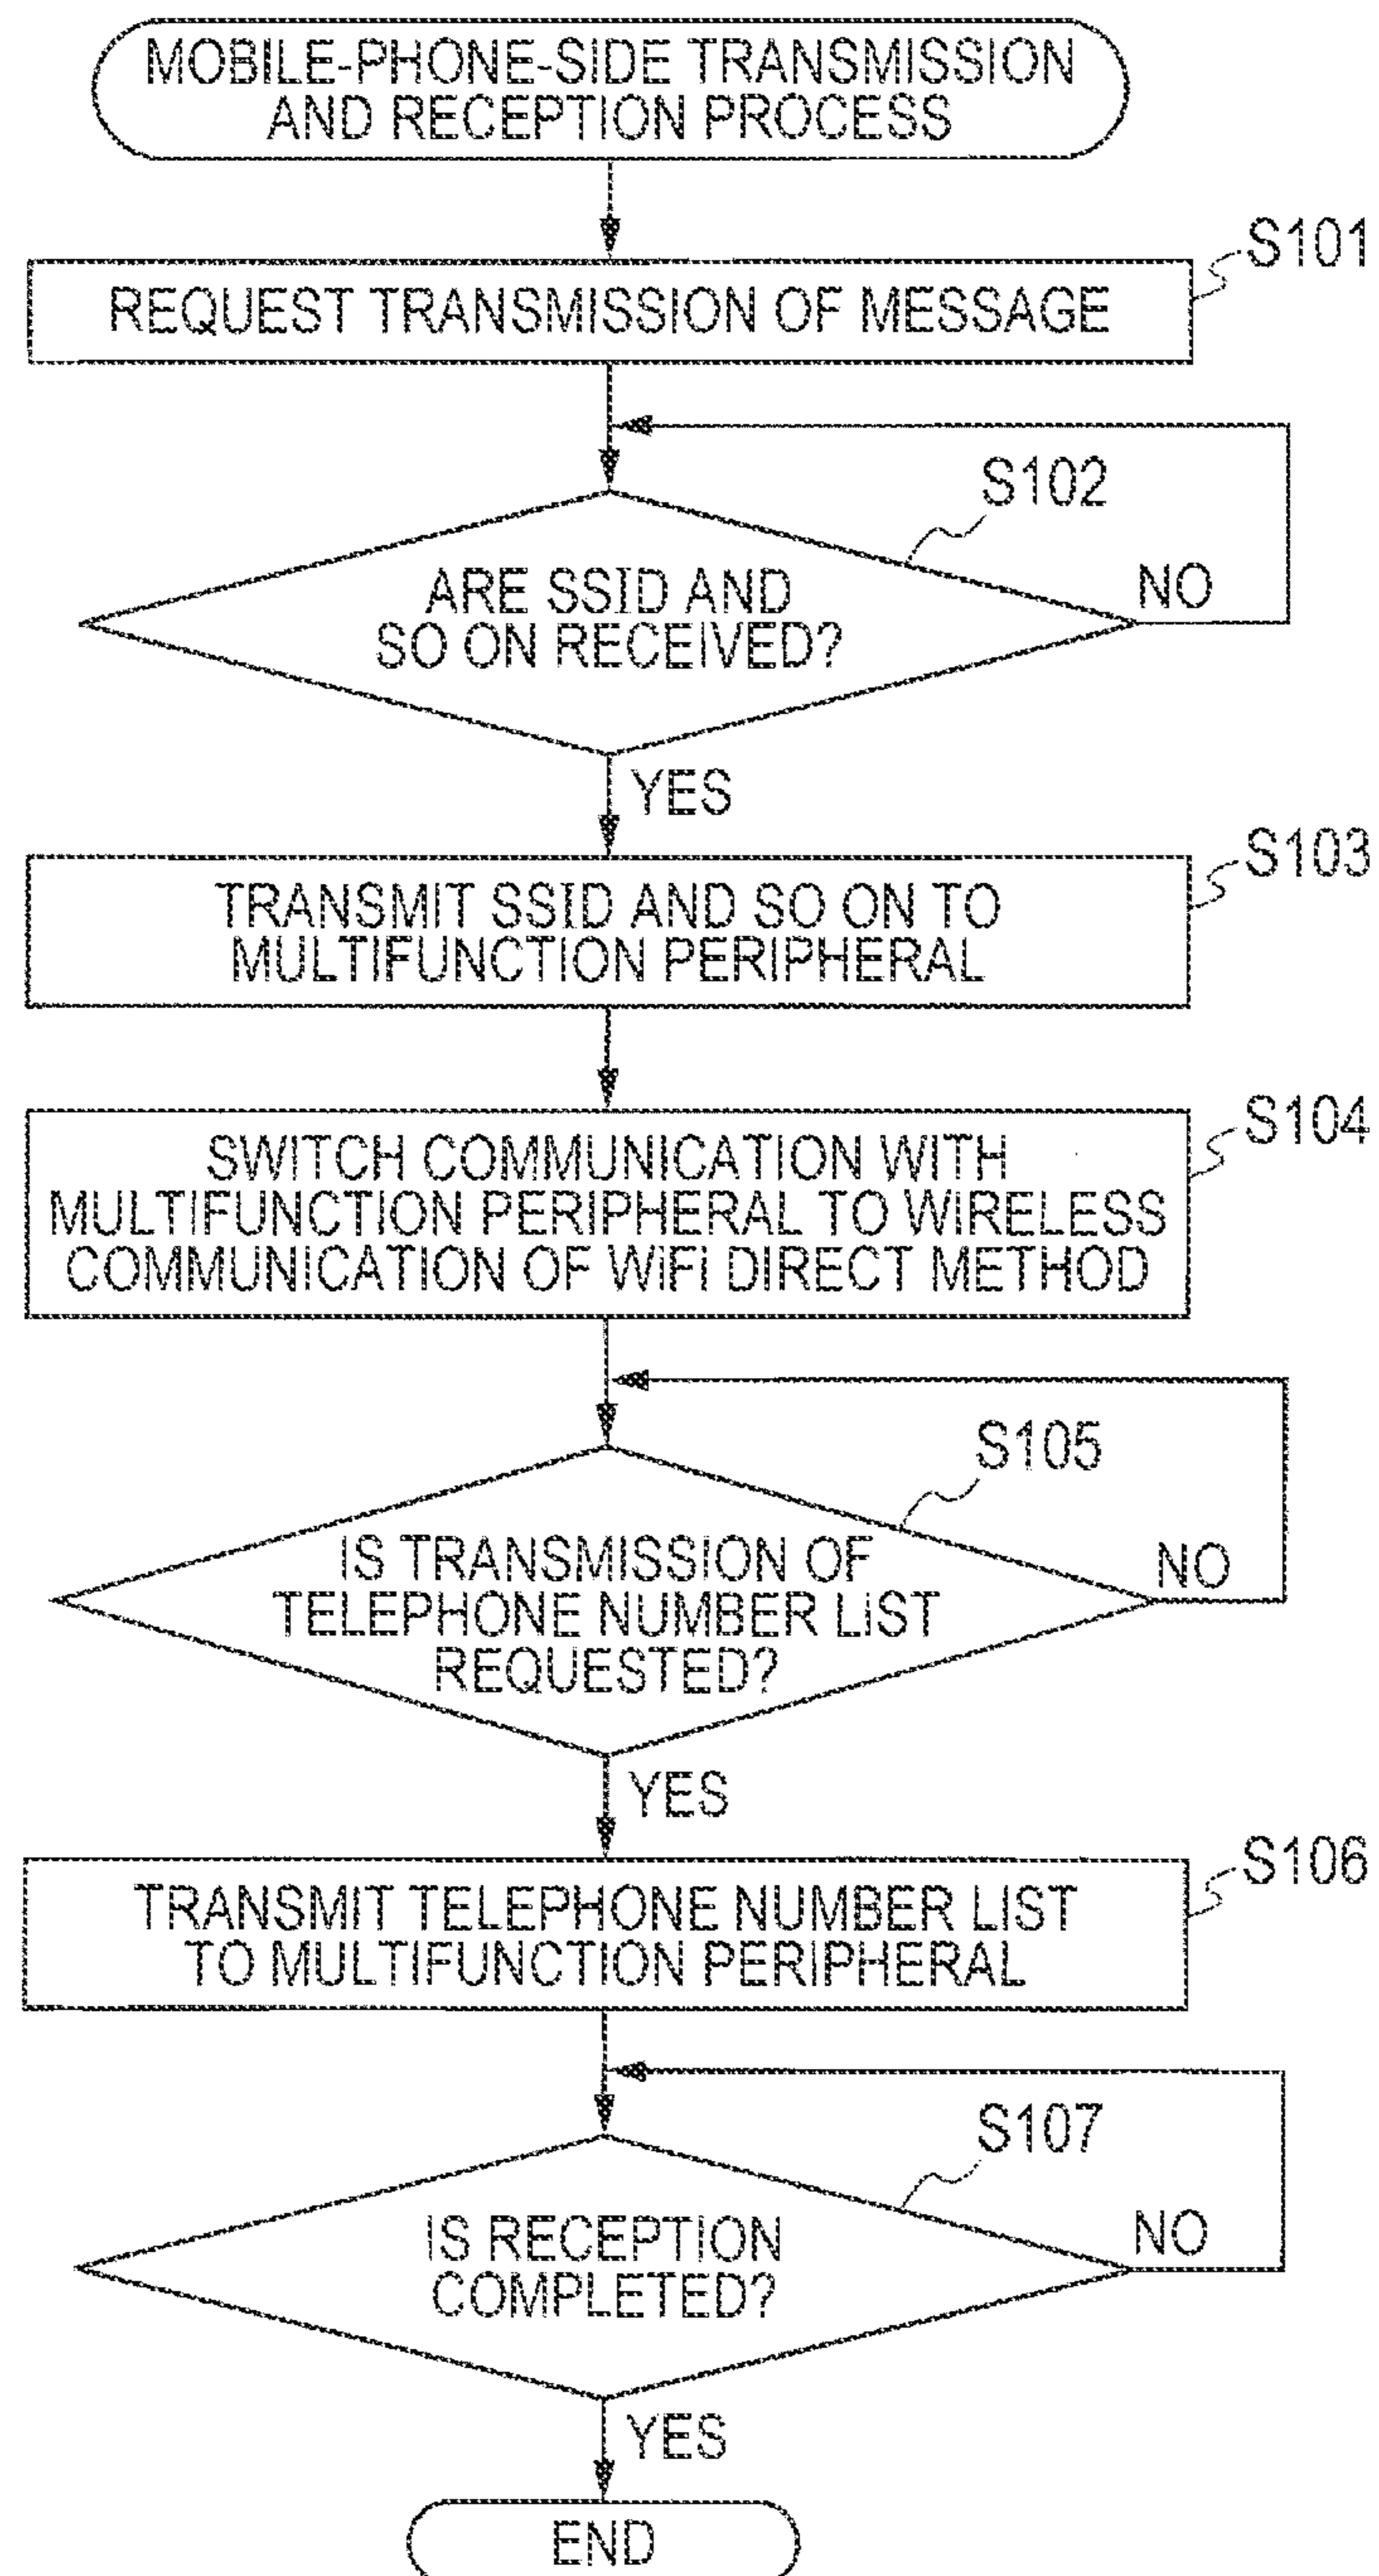 MOBILE-PHONE-SIDE TRANSMISSION
AND RECEPTION PROCESS
S101
REQUEST TRANSMISSION OF MESSAGE
S102
ARE SSID AND
SO ON RECEIVED?
NO
YES
S103
TRANSMIT SSID AND SO ON TO
MULTIFUNCTION PERIPHERAL
S104
SWITCH COMMUNICATION WITH
MULTIFUNCTION PERIPHERAL TO WIRELESS
COMMUNICATION OF WiFi DIRECT METHOD
S105
IS TRANSMISSION OF
TELEPHONE NUMBER LIST
REQUESTED?
NO
YES
S106
TRANSMIT TELEPHONE NUMBER LIST
TO MULTIFUNCTION PERIPHERAL
S107
IS RECEPTION
COMPLETED?
NO
YES
END